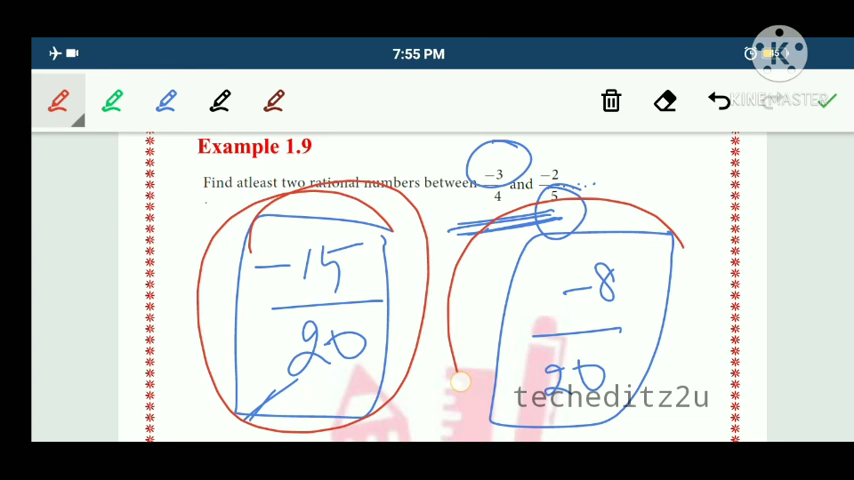 7:55 PM
45
KINEMASTER
Example 1.9
Find atleast two rational numbers between −3/4 and −2/5 ....
−15/20
−8/20
techeditz2u